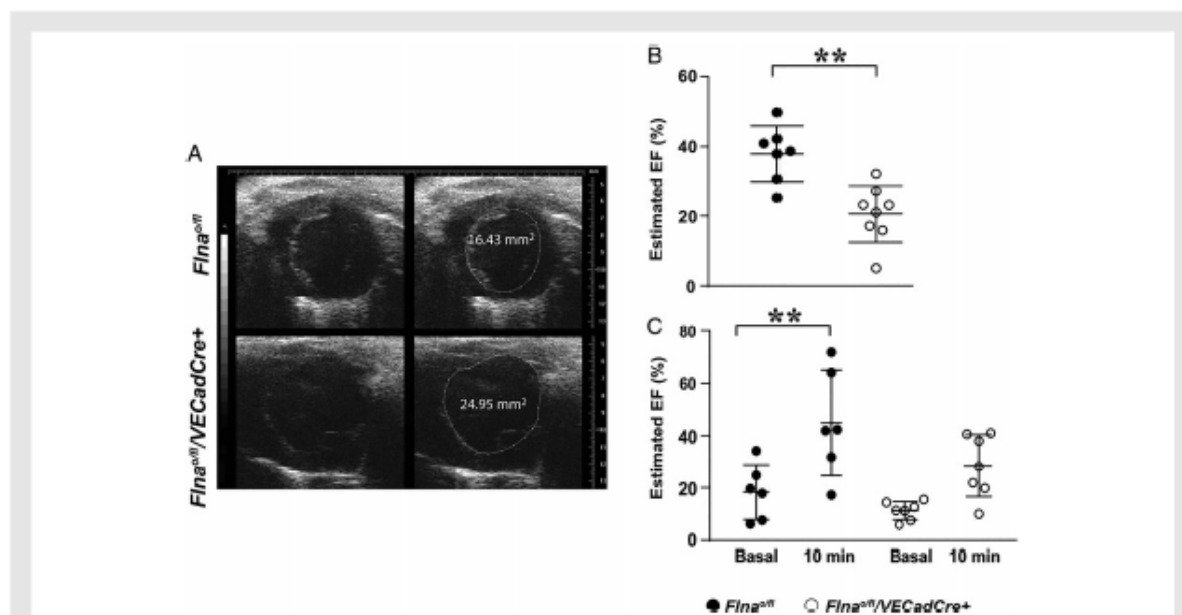 A
Flna^o/fl
16.43 mm²
Flna^o/fl/VECadCre+
24.95 mm²
B
**
Estimated EF (%)
60
40
20
0
C
**
Estimated EF (%)
80
60
40
20
0
Basal 10 min Basal 10 min
Flna^o/fl Flna^o/fl/VECadCre+